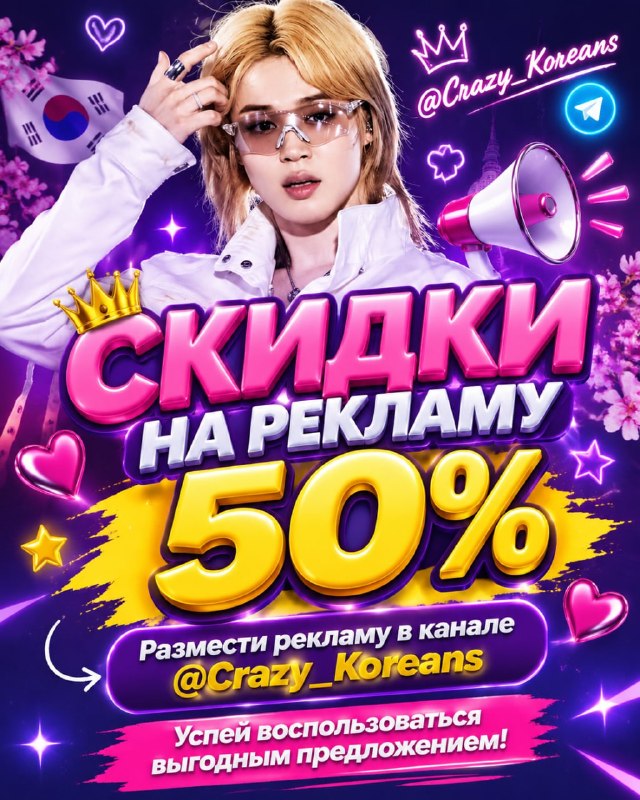 @Crazy_Koreans
СКИДКИ
НА РЕКЛАМУ
50%
Размести рекламу в канале
@Crazy_Koreans
Успей воспользоваться
выгодным предложением!